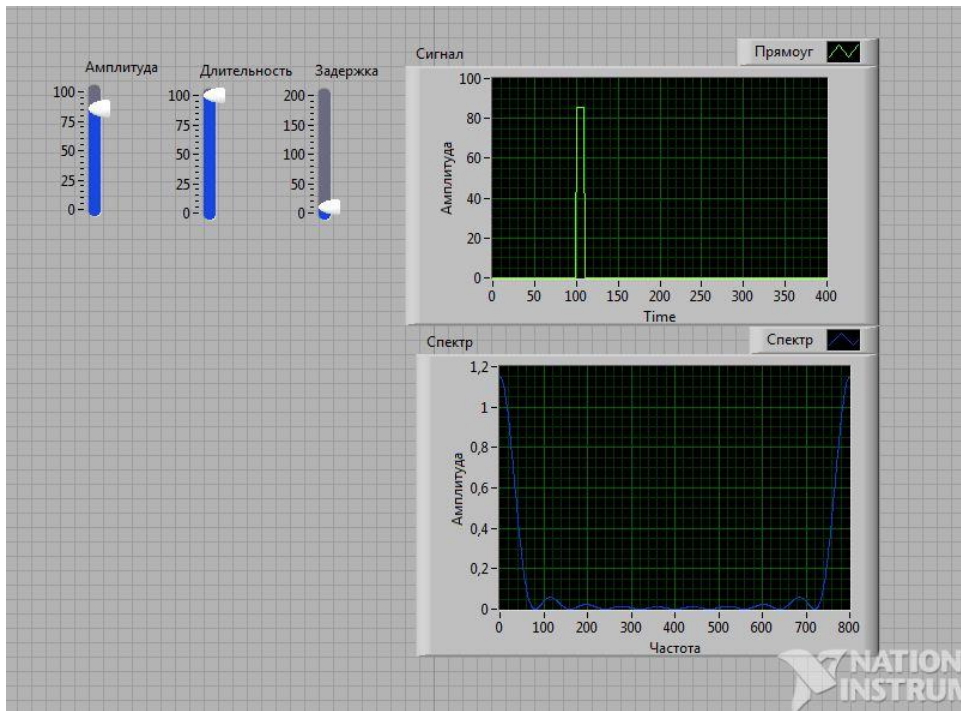 Амплитуда
Длительность
Задержка
100
75
50
25
0
100
75
50
25
0
200
150
100
50
0
Сигнал
Прямоуг
Амплитуда
100
80
60
40
20
0
0 50 100 150 200 250 300 350 400
Time
Спектр
Спектр
Амплитуда
1,2
1
0,8
0,6
0,4
0,2
0
0 100 200 300 400 500 600 700 800
Частота
NATION
INSTRUM